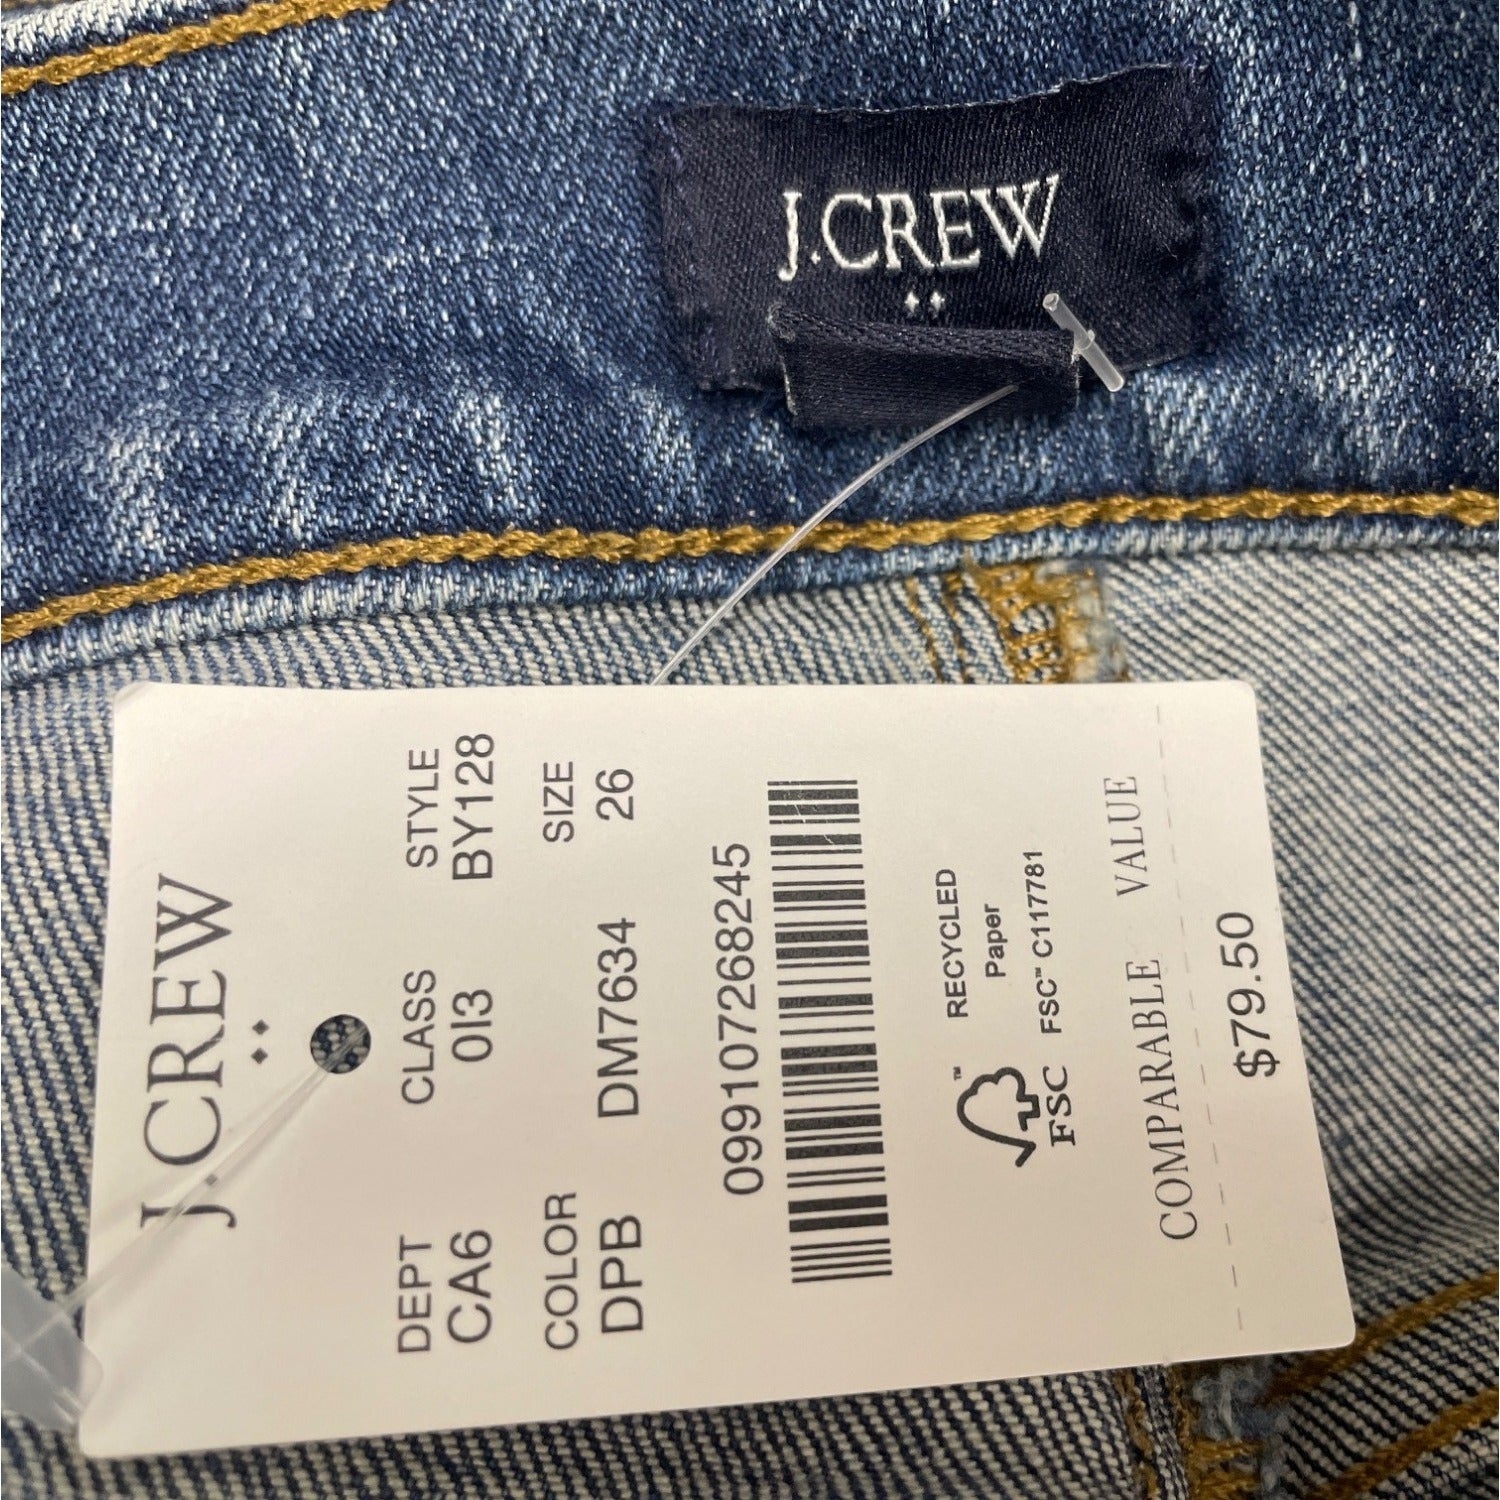 J.CREW
J.CREW
DEPT CLASS STYLE
CA6 0I3 BY128
COLOR SIZE
DPB DM7634 26
099107268245
FSC™
RECYCLED
Paper
FSC™ C117781
COMPARABLE VALUE
$79.50